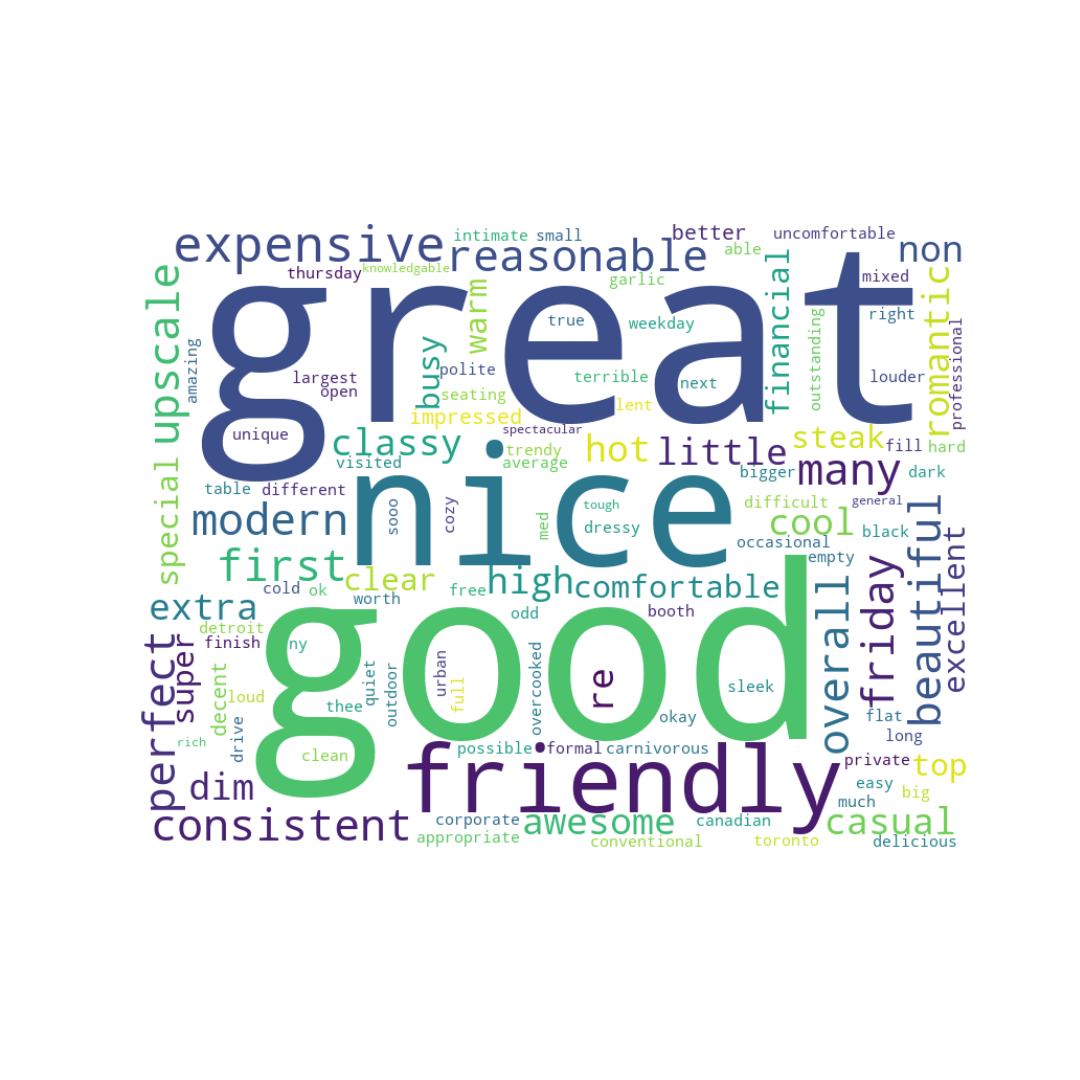 expensive
intimate
small
better
uncomfortable
reasonable
able
non
thursday
knowledgable
great
garlic
mixed
upscale
warm
financial
romantic
true
weekday
right
outstanding
professional
amazing
busy
polite
largest
open
terrible
next
louder
seating
impressed
lent
unique
classy
spectacular
hot
little
steak
fill
hard
special
visited
trendy
average
many
bigger
dark
table
different
nice
cozy
sooo
med
tough
dressy
difficult
general
modern
cool
black
beautiful
excellent
occasional
empty
first
clear
high
comfortable
cold
ok
free
worth
extra
odd
booth
overall
friday
detroit
finish
ny
good
perfect
super
decent
loud
quiet
outdoor
urban
full
overcooked
re
sleek
thee
okay
flat
long
rich
drive
clean
possible
formal
carnivorous
private
top
dim
friendly
easy
big
much
consistent
corporate
awesome
canadian
casual
appropriate
conventional
toronto
delicious